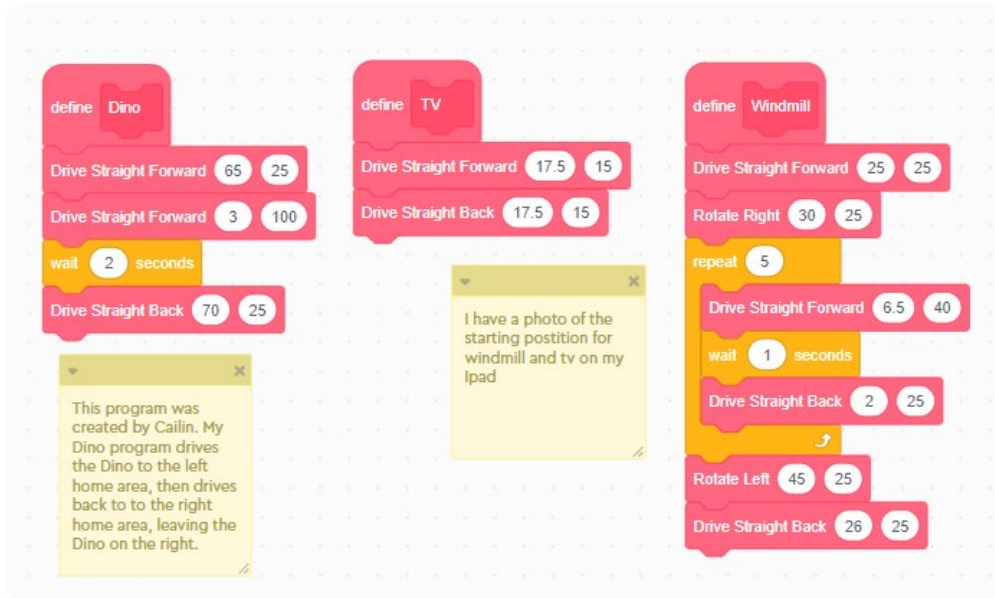 define Dino
Drive Straight Forward 65 25
Drive Straight Forward 3 100
wait 2 seconds
Drive Straight Back 70 25
This program was
created by Cailin. My
Dino program drives
the Dino to the left
home area, then drives
back to to the right
home area, leaving the
Dino on the right.
define TV
Drive Straight Forward 17.5 15
Drive Straight Back 17.5 15
I have a photo of the
starting postition for
windmill and tv on my
Ipad
define Windmill
Drive Straight Forward 25 25
Rotate Right 30 25
repeat 5
Drive Straight Forward 6.5 40
wait 1 seconds
Drive Straight Back 2 25
Rotate Left 45 25
Drive Straight Back 26 25